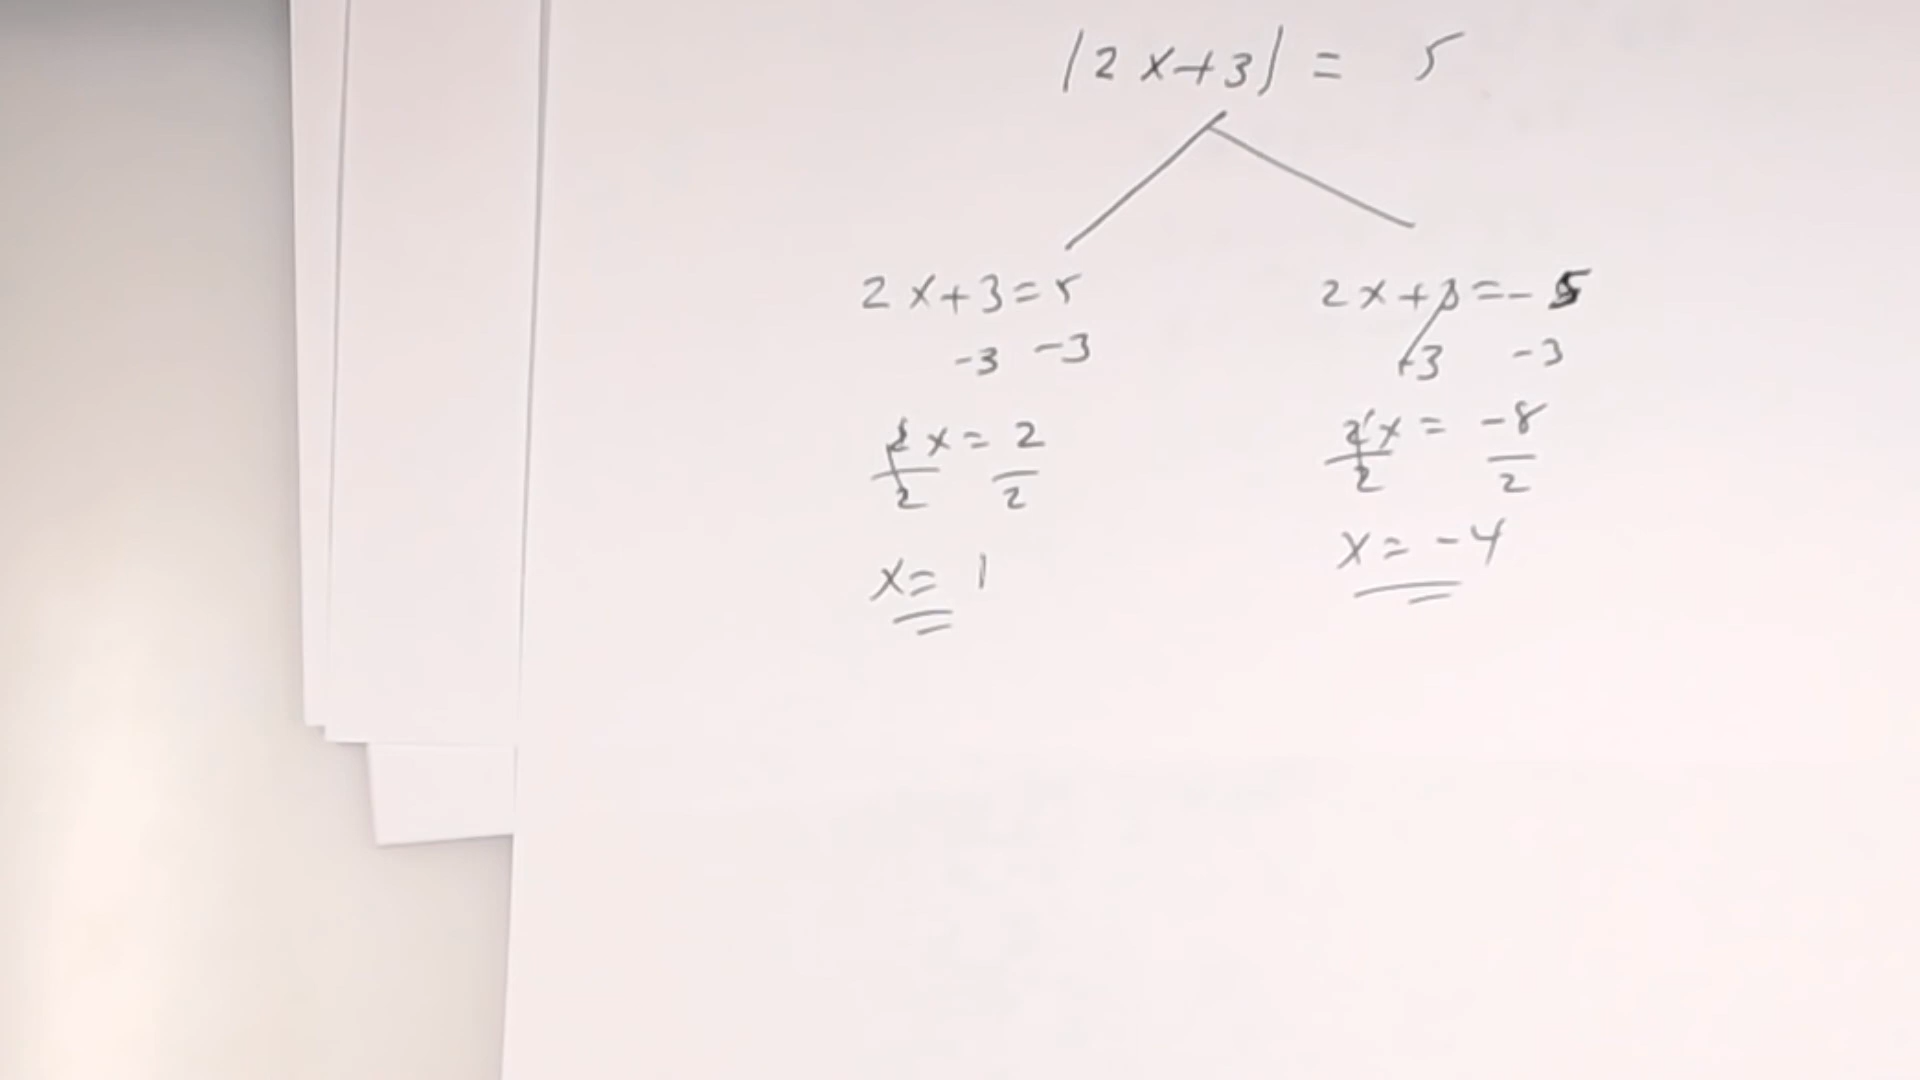 |2x+3| = 5
2x+3=5 2x+3=-5
-3 -3 -3 -3
2x = 2 2x = -8
2 2 2 2
x= 1 x= -4